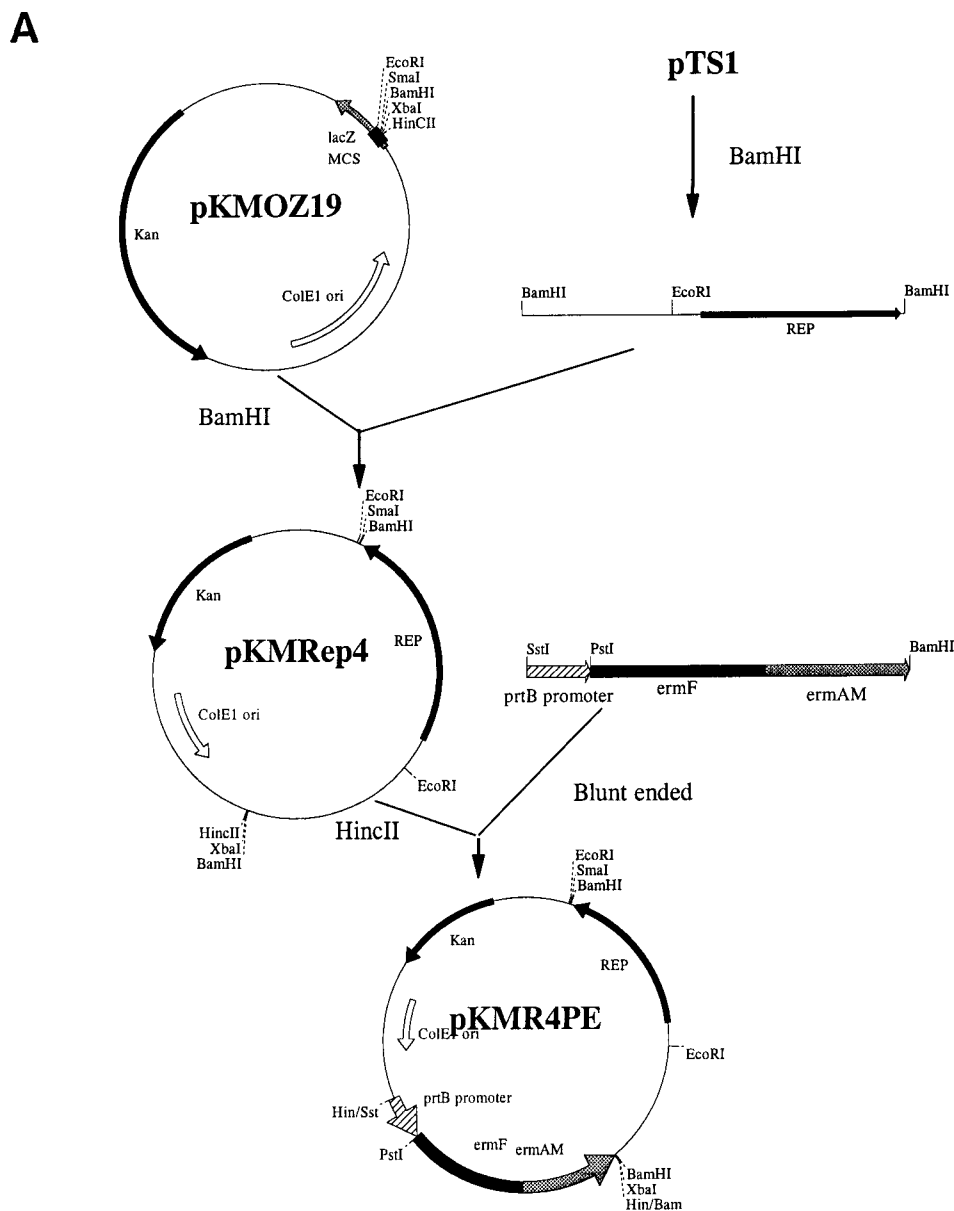 A
EcoRI
SmaI
BamHI
XbaI
HinCII
lacZ
MCS
pKMOZ19
Kan
ColE1 ori
pTS1
BamHI
BamHI
EcoRI
BamHI
REP
BamHI
EcoRI
SmaI
BamHI
Kan
REP
pKMRep4
ColE1 ori
EcoRI
HincII
XbaI
BamHI
HincII
SstI
PstI
BamHI
prtB promoter
ermF
ermAM
Blunt ended
EcoRI
SmaI
BamHI
Kan
REP
pKMR4PE
ColE1 ori
EcoRI
prtB promoter
Hin/Sst
PstI
ermF
ermAM
BamHI
XbaI
Hin/Bam